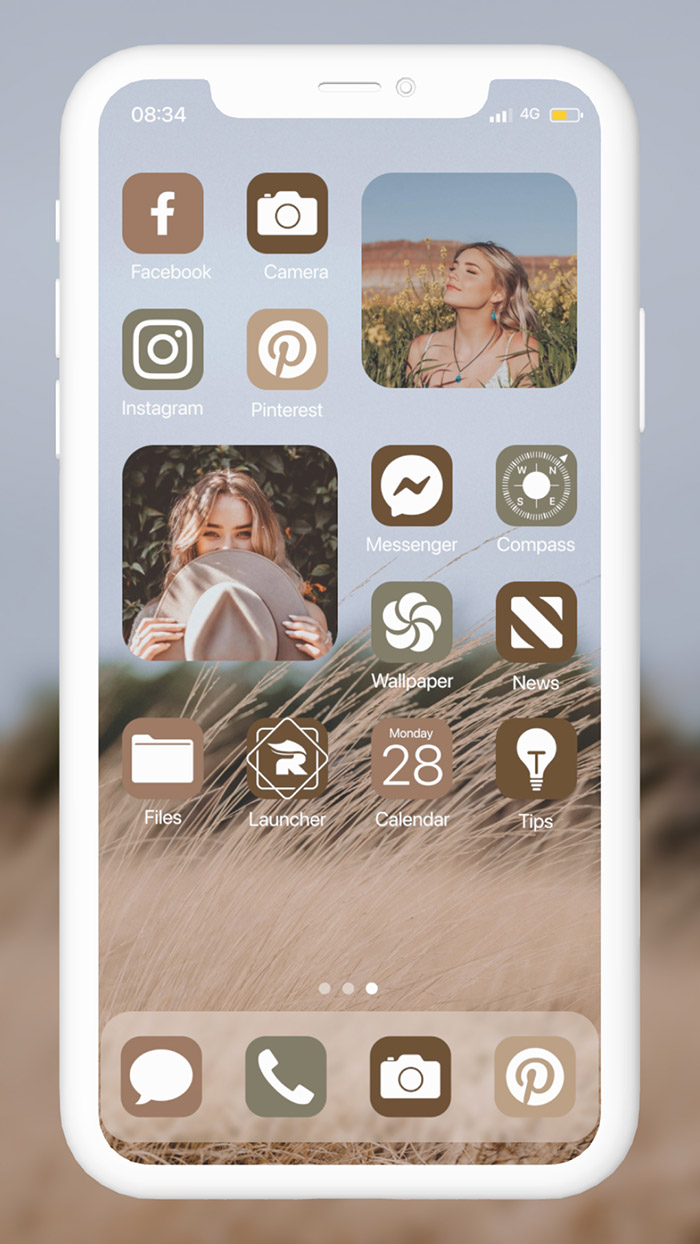 08:34
4G
Facebook
Camera
Instagram
Pinterest
Messenger
Compass
W N
S E
Wallpaper
News
Monday
28
Files
Launcher
Calendar
Tips